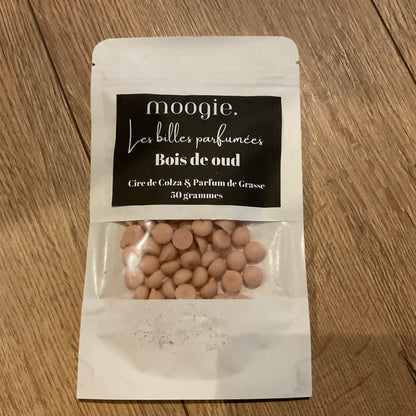 moogie.
Les billes parfumées
Bois de oud
Cire de Colza & Parfum de Grasse
50 grammes